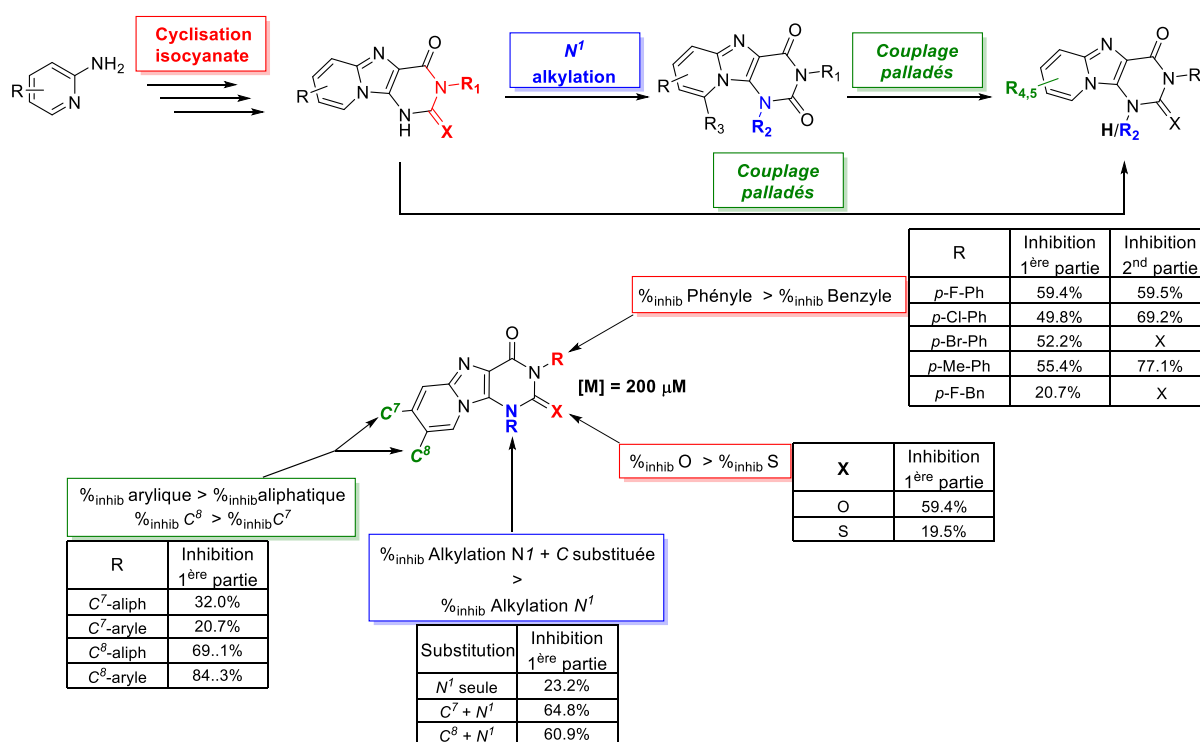 Cyclisation
isocyanate
N1
alkylation
Couplage
palladés
R
N
NH2
R
N
N
N
H
O
N
R1
X
R
N
N
R3
O
N
R1
N
R2
O
R4,5
N
N
O
N
R1
N
H/R2
X
Couplage
palladés
%inhib Phényle > %inhib Benzyle
R Inhibition 1ère partie Inhibition 2nd partie
p-F-Ph 59.4% 59.5%
p-Cl-Ph 49.8% 69.2%
p-Br-Ph 52.2% X
p-Me-Ph 55.4% 77.1%
p-F-Bn 20.7% X
O
N
N
R
[M] = 200 µM
C7
N
N
R
X
C8
%inhib O > %inhib S
X Inhibition 1ère partie
O 59.4%
S 19.5%
%inhib arylique > %inhibaliphatique
%inhib C8 > %inhibC7
R Inhibition 1ère partie
C7-aliph 32.0%
C7-aryle 20.7%
C8-aliph 69..1%
C8-aryle 84..3%
%inhib Alkylation N1 + C substituée
>
%inhib Alkylation N1
Substitution Inhibition 1ère partie
N1 seule 23.2%
C7 + N1 64.8%
C8 + N1 60.9%